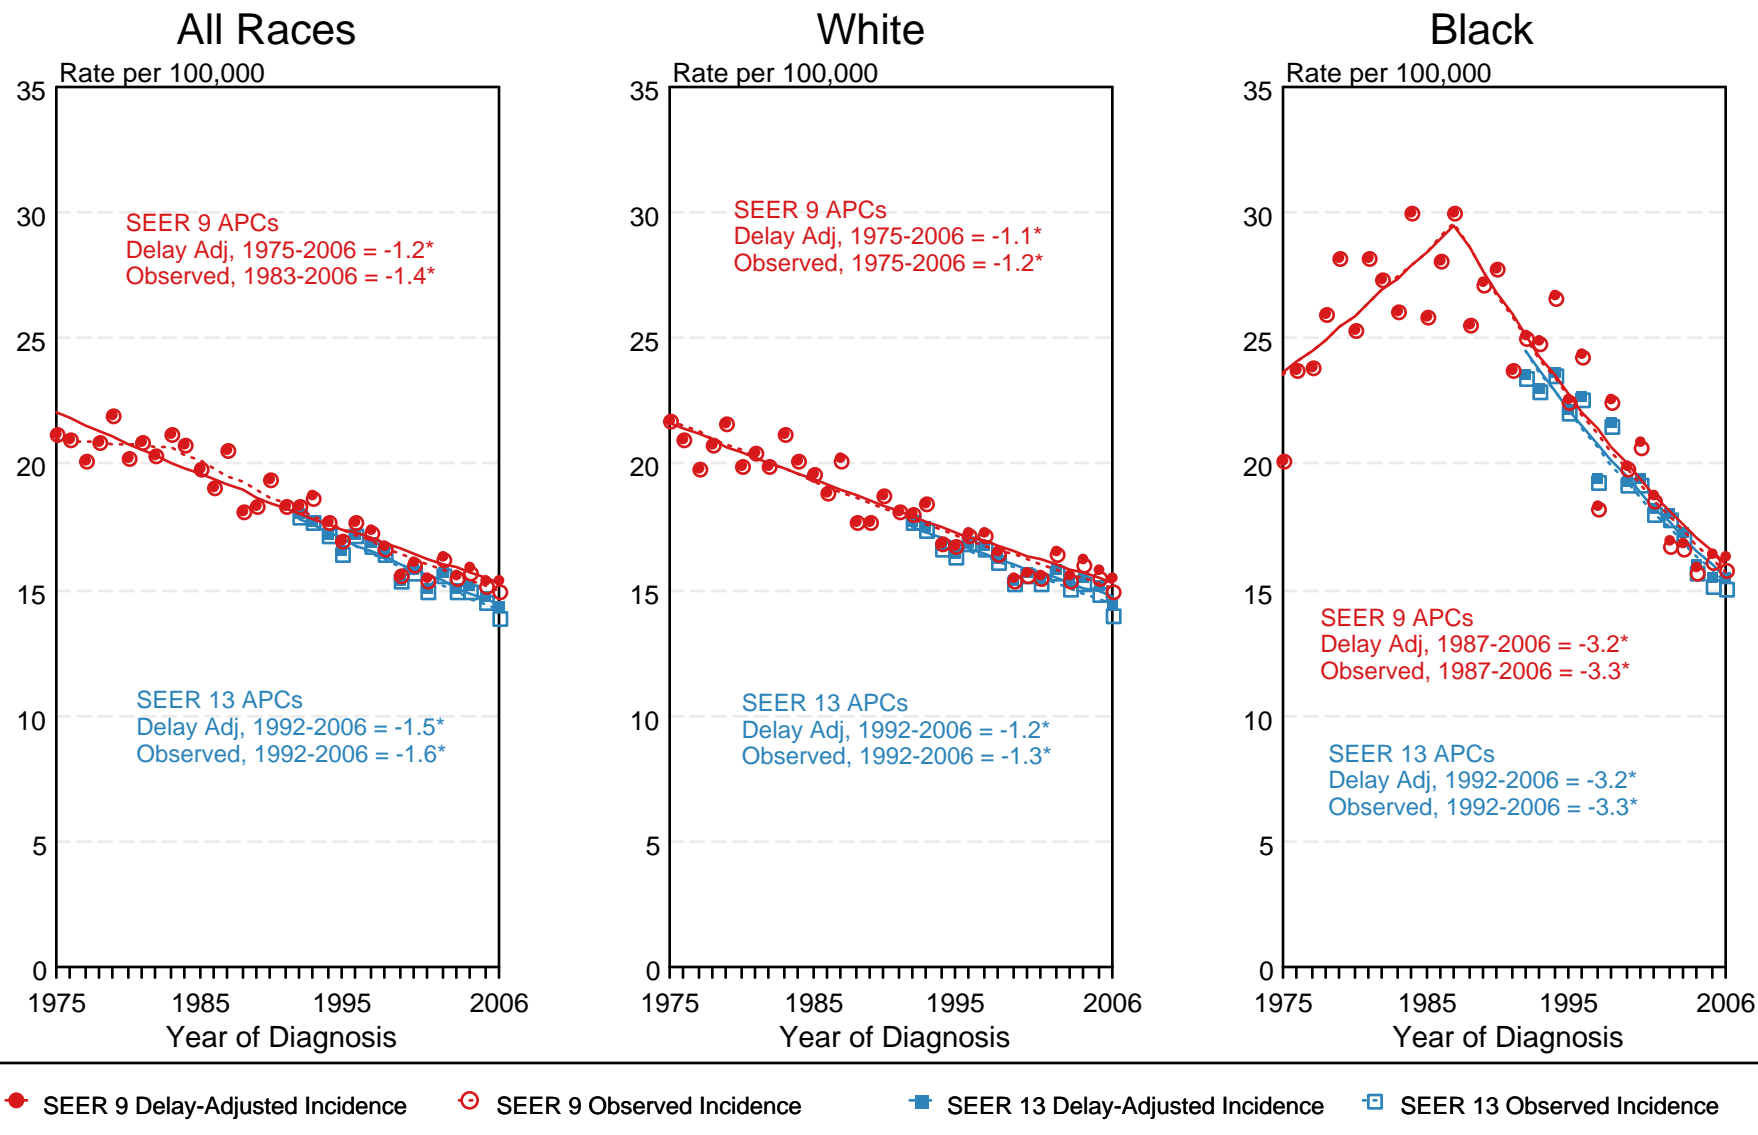 All Races
Rate per 100,000
35
30
25
20
15
10
5
0
SEER 9 APCs
Delay Adj, 1975-2006 = -1.2*
Observed, 1983-2006 = -1.4*
SEER 13 APCs
Delay Adj, 1992-2006 = -1.5*
Observed, 1992-2006 = -1.6*
1975 1985 1995 2006
Year of Diagnosis
White
Rate per 100,000
35
30
25
20
15
10
5
0
SEER 9 APCs
Delay Adj, 1975-2006 = -1.1*
Observed, 1975-2006 = -1.2*
SEER 13 APCs
Delay Adj, 1992-2006 = -1.2*
Observed, 1992-2006 = -1.3*
1975 1985 1995 2006
Year of Diagnosis
Black
Rate per 100,000
35
30
25
20
15
10
5
0
SEER 9 APCs
Delay Adj, 1987-2006 = -3.2*
Observed, 1987-2006 = -3.3*
SEER 13 APCs
Delay Adj, 1992-2006 = -3.2*
Observed, 1992-2006 = -3.3*
1975 1985 1995 2006
Year of Diagnosis
SEER 9 Delay-Adjusted Incidence
SEER 9 Observed Incidence
SEER 13 Delay-Adjusted Incidence
SEER 13 Observed Incidence